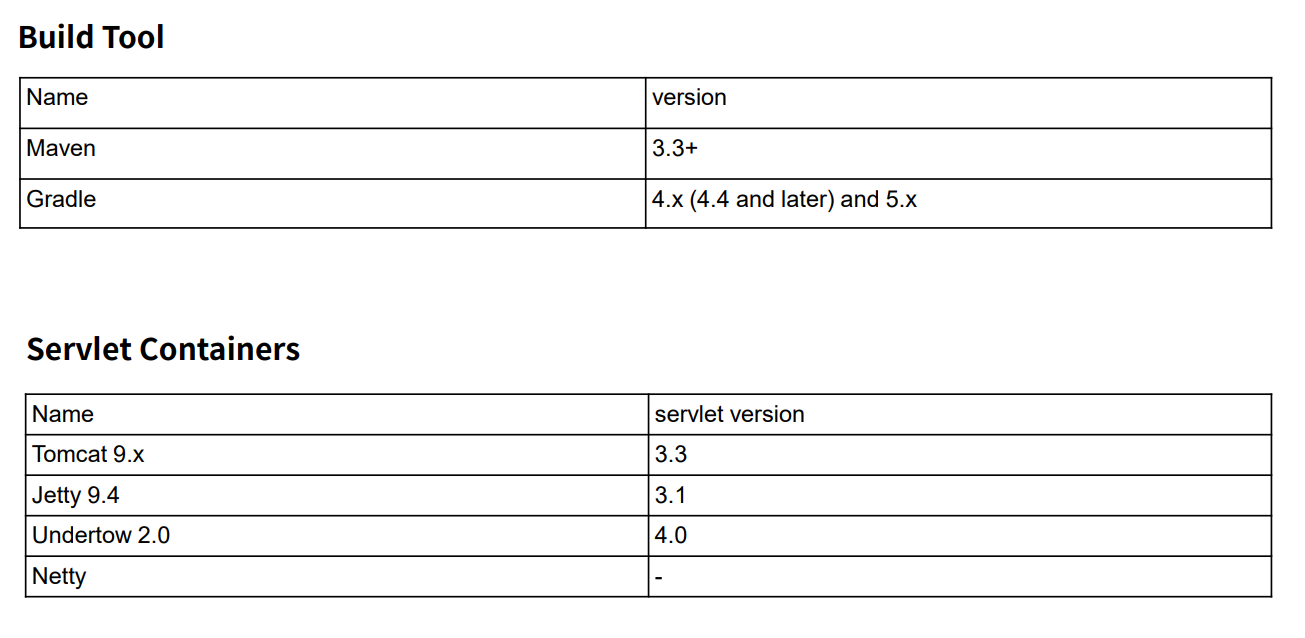 Build Tool
Name version
Maven 3.3+
Gradle 4.x (4.4 and later) and 5.x
Servlet Containers
Name servlet version
Tomcat 9.x 3.3
Jetty 9.4 3.1
Undertow 2.0 4.0
Netty -